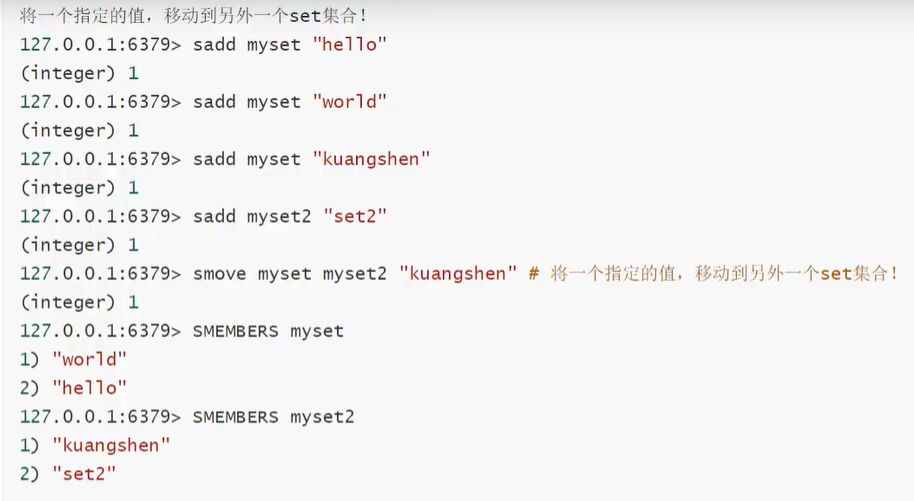 将一个指定的值，移动到另外一个set集合！
127.0.0.1:6379> sadd myset "hello"
(integer) 1
127.0.0.1:6379> sadd myset "world"
(integer) 1
127.0.0.1:6379> sadd myset "kuangshen"
(integer) 1
127.0.0.1:6379> sadd myset2 "set2"
(integer) 1
127.0.0.1:6379> smove myset myset2 "kuangshen" # 将一个指定的值，移动到另外一个set集合！
(integer) 1
127.0.0.1:6379> SMEMBERS myset
1) "world"
2) "hello"
127.0.0.1:6379> SMEMBERS myset2
1) "kuangshen"
2) "set2"